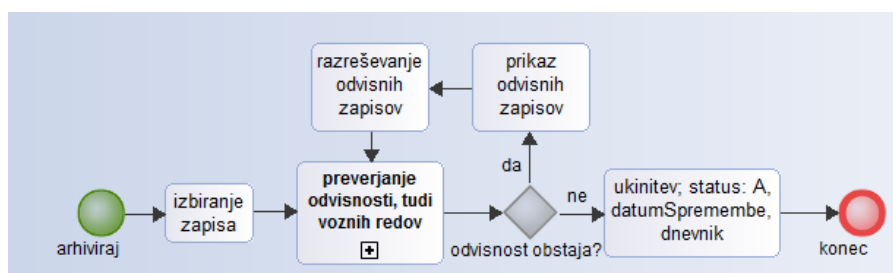 razreševanje
odvisnih
zapisov
prikaz
odvisnih
zapisov
arhiviraj
izbiranje
zapisa
preverjanje
odvisnosti, tudi
voznih redov
da
ne
odvisnost obstaja?
ukinitev; status: A,
datumSpremembe,
dnevnik
konec